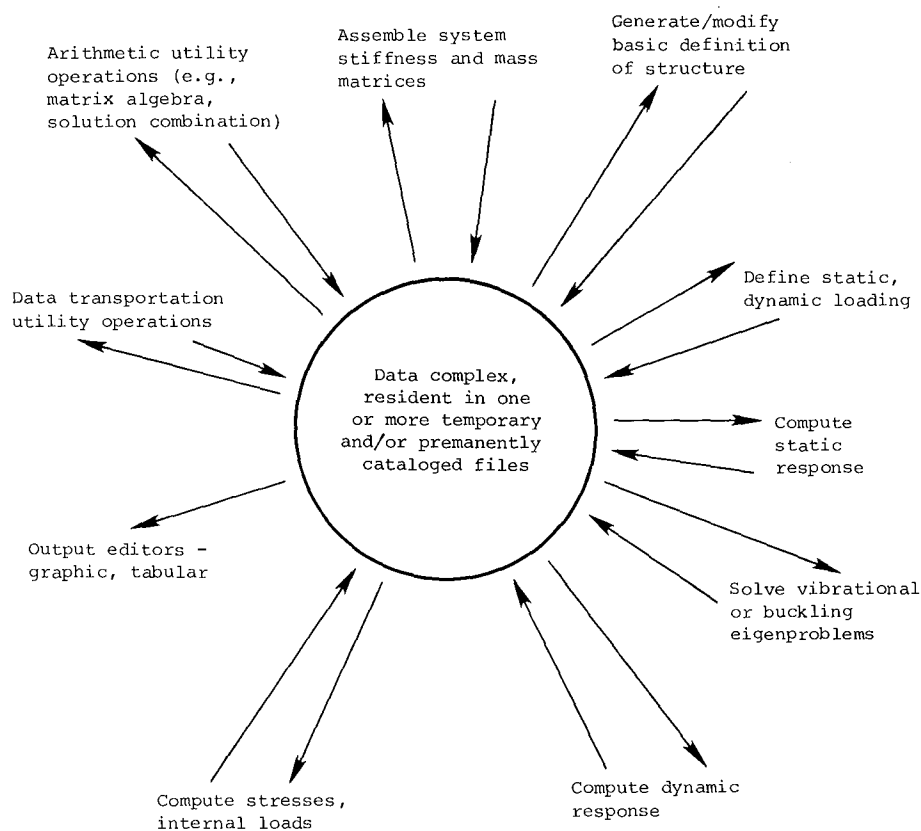 Arithmetic utility
operations (e.g.,
matrix algebra,
solution combination)
Assemble system
stiffness and mass
matrices
Generate/modify
basic definition
of structure
Data transportation
utility operations
Define static,
dynamic loading
Data complex,
resident in one
or more temporary
and/or premanently
cataloged files
Compute
static
response
Output editors -
graphic, tabular
Solve vibrational
or buckling
eigenproblems
Compute stresses,
internal loads
Compute dynamic
response